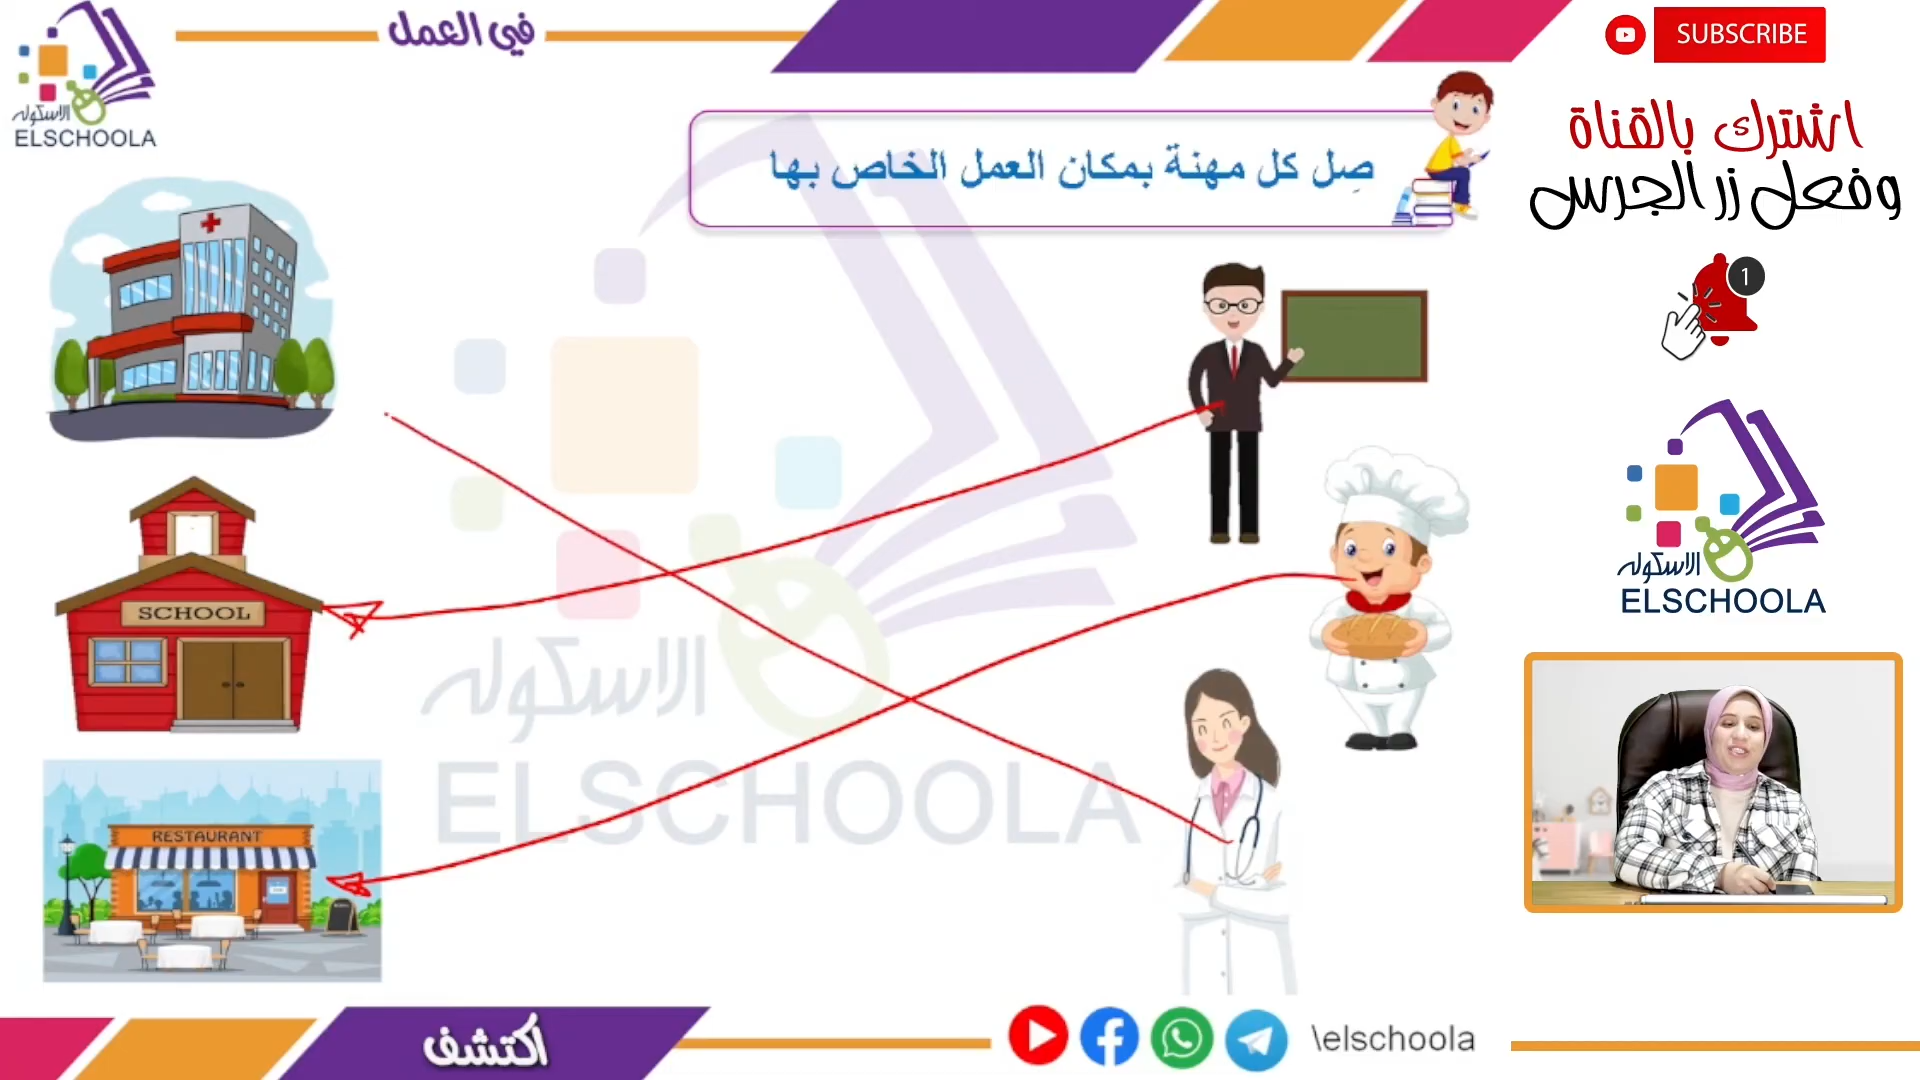 في العمل
الاسكوله
ELSCHOOLA
SUBSCRIBE
اشترك بالقناة
وفعل زر الجرس
1
صِل كل مهنة بمكان العمل الخاص بها
SCHOOL
RESTAURANT
الاسكوله
ELSCHOOLA
الاسكوله
ELSCHOOLA
اكتشف
\elschoola